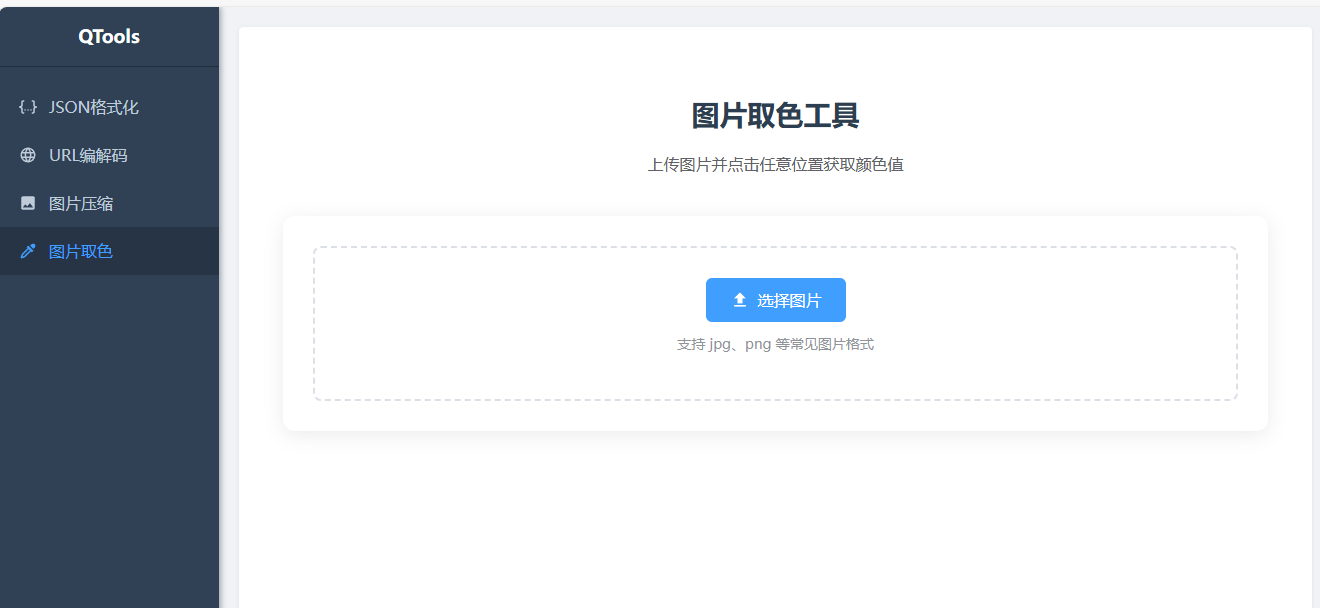 QTools
JSON格式化
URL编解码
图片压缩
图片取色
图片取色工具
上传图片并点击任意位置获取颜色值
选择图片
支持 jpg、png 等常见图片格式